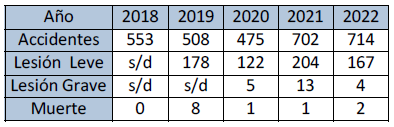 Año 2018 2019 2020 2021 2022
Accidentes 553 508 475 702 714
Lesión Leve s/d 178 122 204 167
Lesión Grave s/d s/d 5 13 4
Muerte 0 8 1 1 2